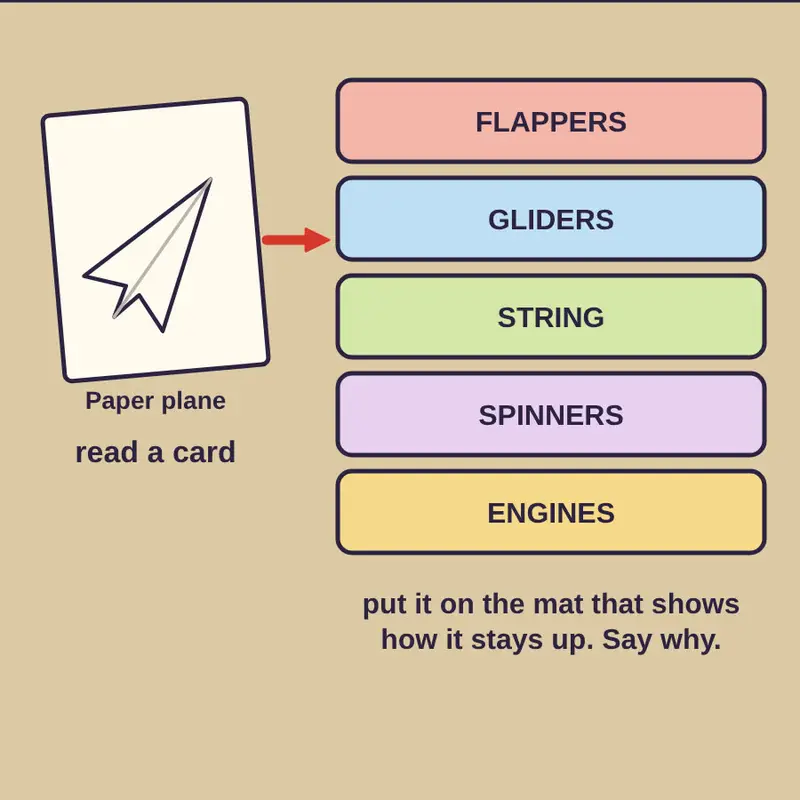 Paper plane
read a card
FLAPPERS
GLIDERS
STRING
SPINNERS
ENGINES
put it on the mat that shows
how it stays up. Say why.